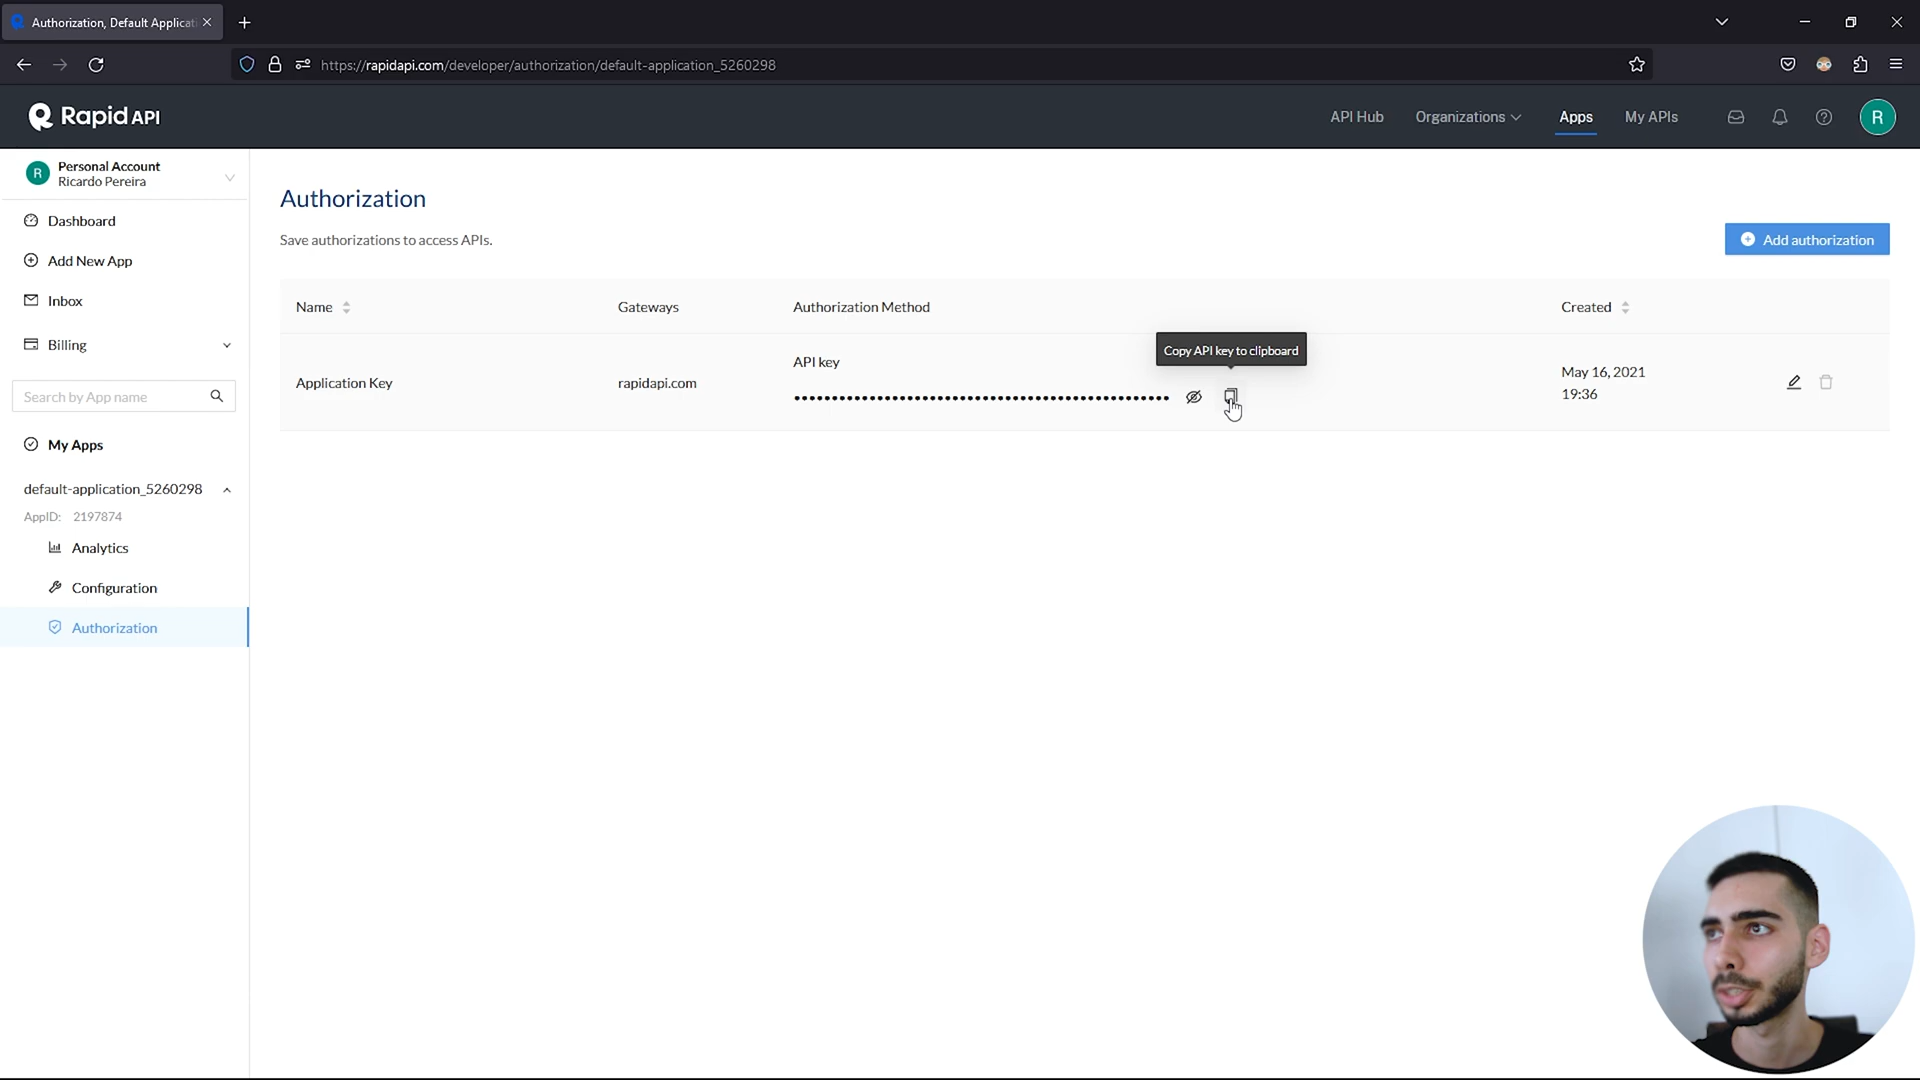 Authorization, Default Applicati
https://rapidapi.com/developer/authorization/default-application_5260298
Rapid API
API Hub
Organizations
Apps
My APIs
R
R
Personal Account
Ricardo Pereira
Dashboard
Add New App
Inbox
Billing
Search by App name
My Apps
default-application_5260298
AppID: 2197874
Analytics
Configuration
Authorization
Authorization
Save authorizations to access APIs.
Add authorization
Name
Gateways
Authorization Method
Created
Copy API key to clipboard
Application Key
rapidapi.com
API key
••••••••••••••••••••••••••••••••••••••••••••••••••
May 16, 2021
19:36